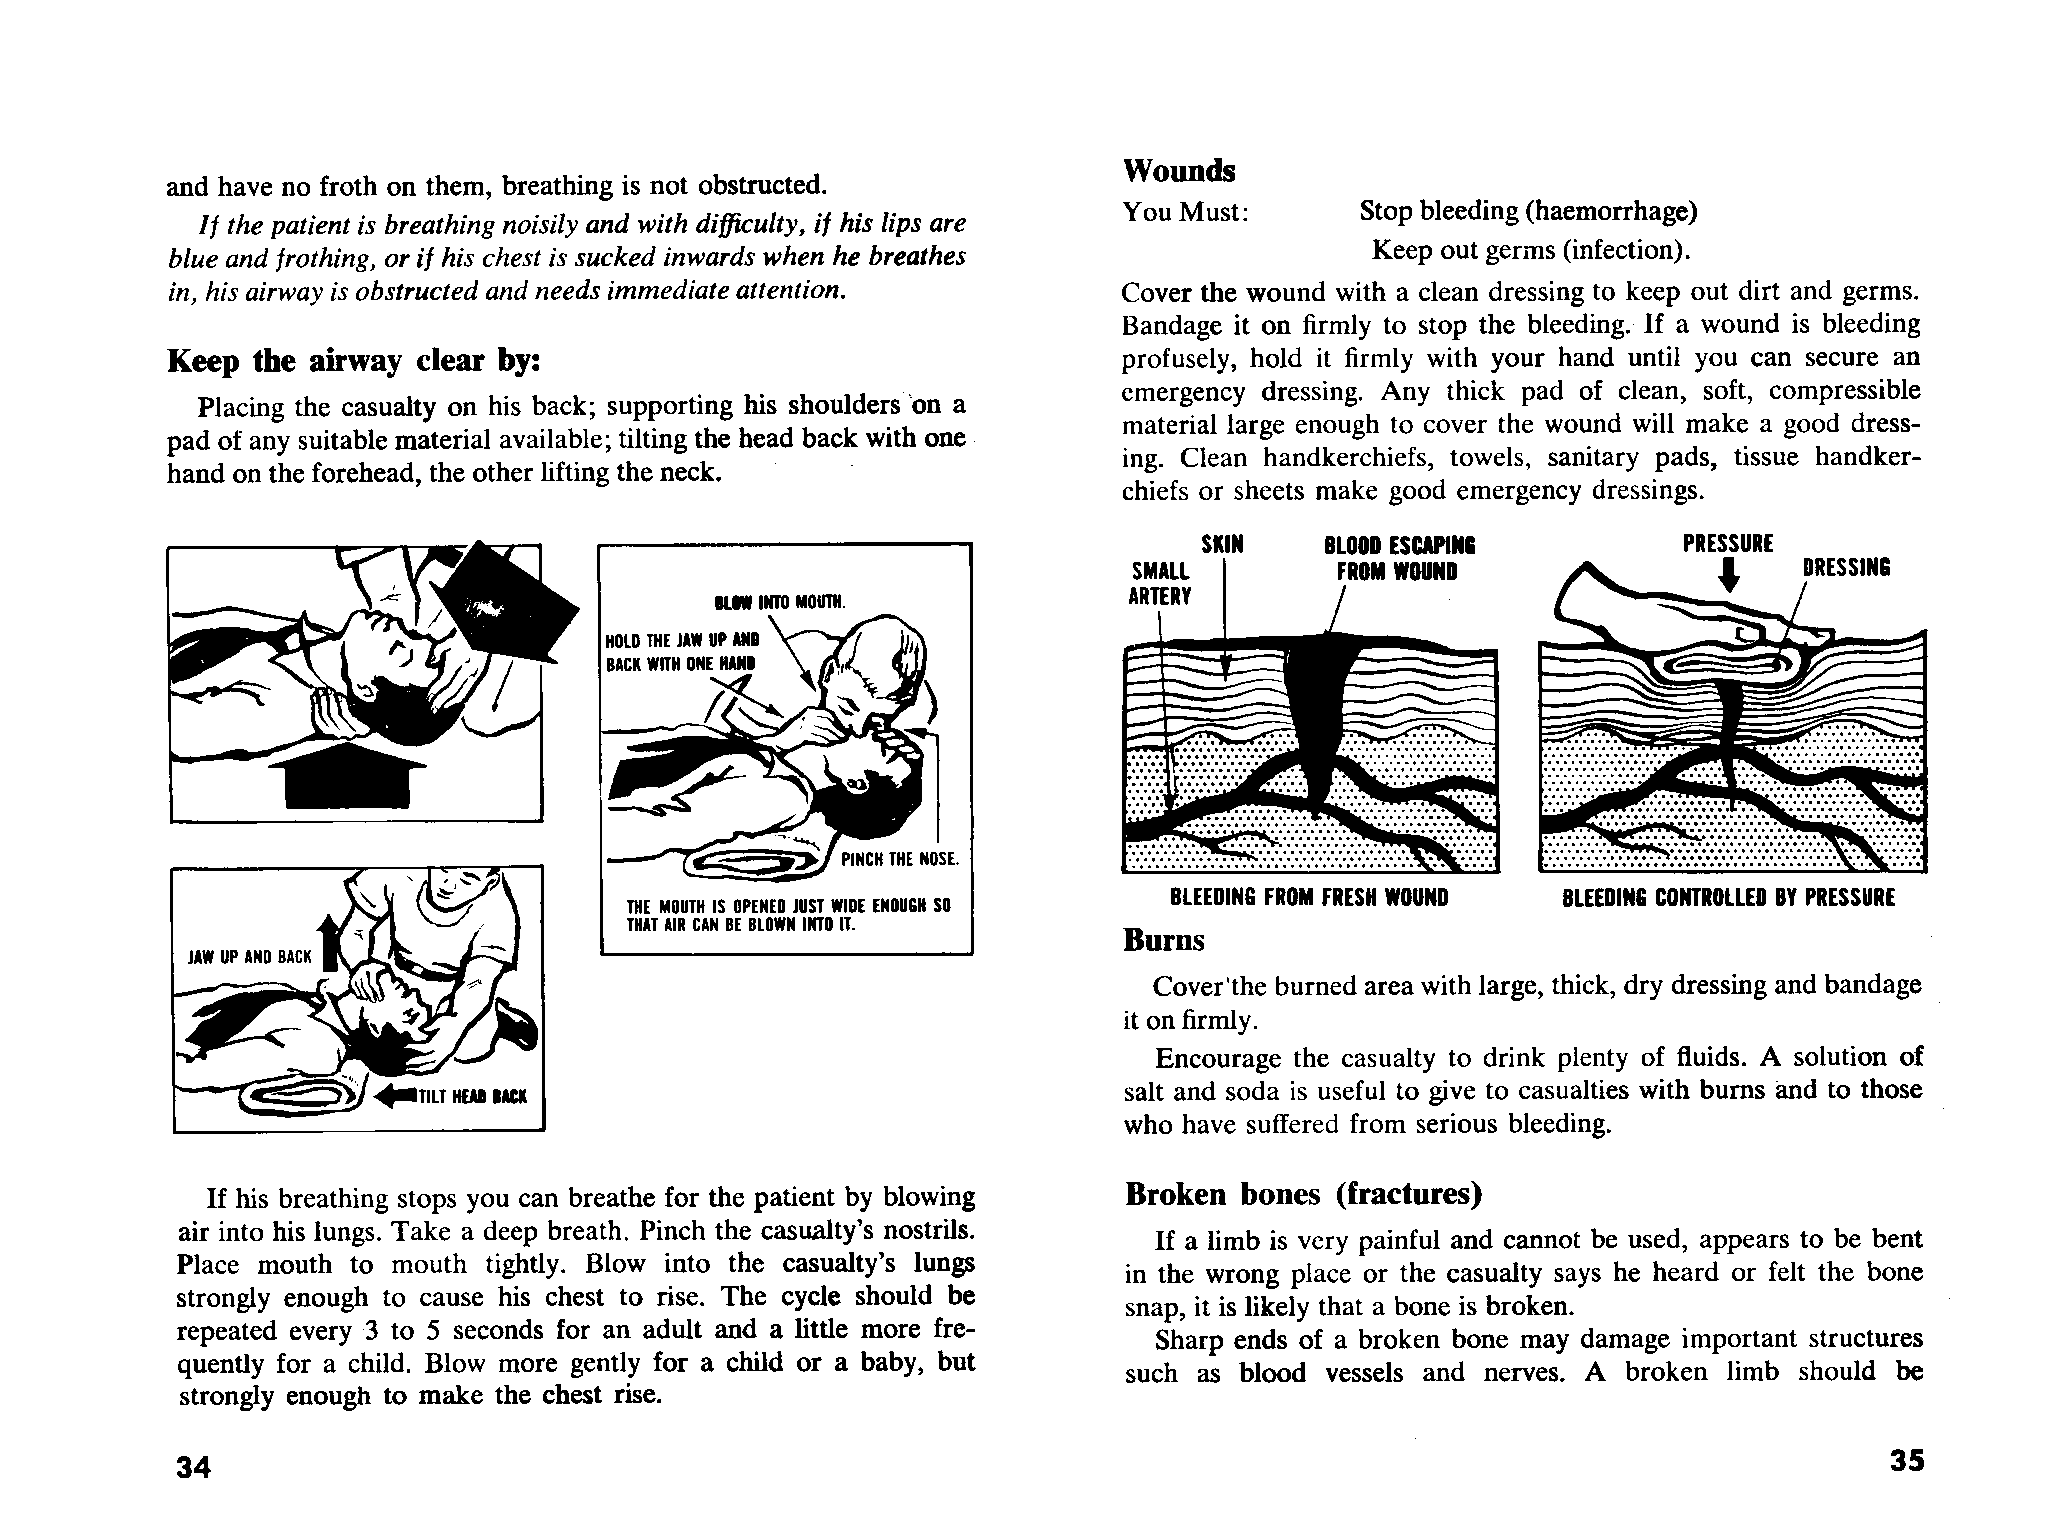 and have no froth on them, breathing is not obstructed.
If the patient is breathing noisily and with difficulty, if his lips are
blue and frothing, or if his chest is sucked inwards when he breathes
in, his airway is obstructed and needs immediate attention.
Keep the airway clear by:
Placing the casualty on his back; supporting his shoulders on a
pad of any suitable material available; tilting the head back with one
hand on the forehead, the other lifting the neck.
BLOW INTO MOUTH.
HOLD THE JAW UP AND
BACK WITH ONE HAND
PINCH THE NOSE.
THE MOUTH IS OPENED JUST WIDE ENOUGH SO
THAT AIR CAN BE BLOWN INTO IT.
JAW UP AND BACK
TILT HEAD BACK
If his breathing stops you can breathe for the patient by blowing
air into his lungs. Take a deep breath. Pinch the casualty's nostrils.
Place mouth to mouth tightly. Blow into the casualty's lungs
strongly enough to cause his chest to rise. The cycle should be
repeated every 3 to 5 seconds for an adult and a little more fre-
quently for a child. Blow more gently for a child or a baby, but
strongly enough to make the chest rise.
34
Wounds
You Must: Stop bleeding (haemorrhage)
Keep out germs (infection).
Cover the wound with a clean dressing to keep out dirt and germs.
Bandage it on firmly to stop the bleeding. If a wound is bleeding
profusely, hold it firmly with your hand until you can secure an
emergency dressing. Any thick pad of clean, soft, compressible
material large enough to cover the wound will make a good dress-
ing. Clean handkerchiefs, towels, sanitary pads, tissue handker-
chiefs or sheets make good emergency dressings.
SKIN
SMALL
ARTERY
BLOOD ESCAPING
FROM WOUND
PRESSURE
DRESSING
BLEEDING FROM FRESH WOUND
BLEEDING CONTROLLED BY PRESSURE
Burns
Cover the burned area with large, thick, dry dressing and bandage
it on firmly.
Encourage the casualty to drink plenty of fluids. A solution of
salt and soda is useful to give to casualties with burns and to those
who have suffered from serious bleeding.
Broken bones (fractures)
If a limb is very painful and cannot be used, appears to be bent
in the wrong place or the casualty says he heard or felt the bone
snap, it is likely that a bone is broken.
Sharp ends of a broken bone may damage important structures
such as blood vessels and nerves. A broken limb should be
35